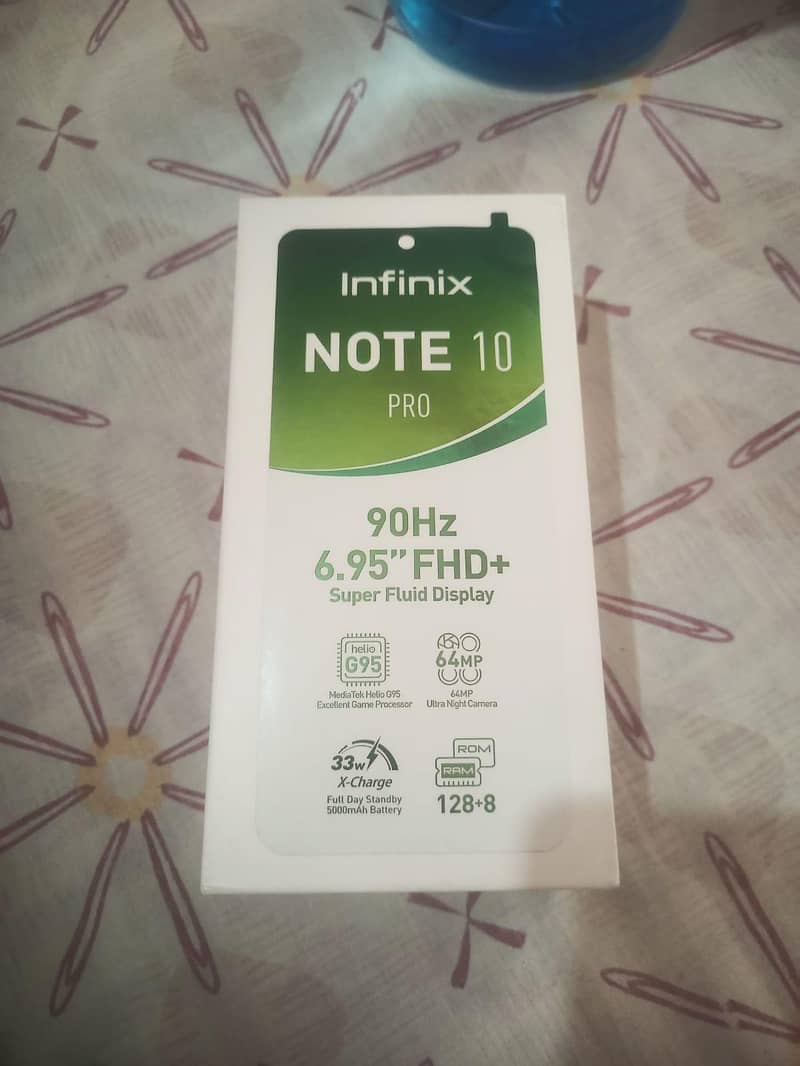 Infinix
NOTE 10
PRO
90Hz
6.95” FHD+
Super Fluid Display
helio
G95
MediaTek Helio G95
Excellent Game Processor
64MP
64MP
Ultra Night Camera
33W
X-Charge
Full Day Standby
5000mAh Battery
ROM
RAM
128+8